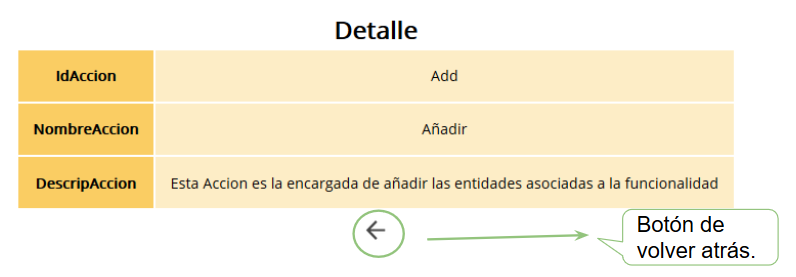 Detalle
IdAccion Add
NombreAccion Añadir
DescripAccion Esta Accion es la encargada de añadir las entidades asociadas a la funcionalidad
Botón de
volver atrás.